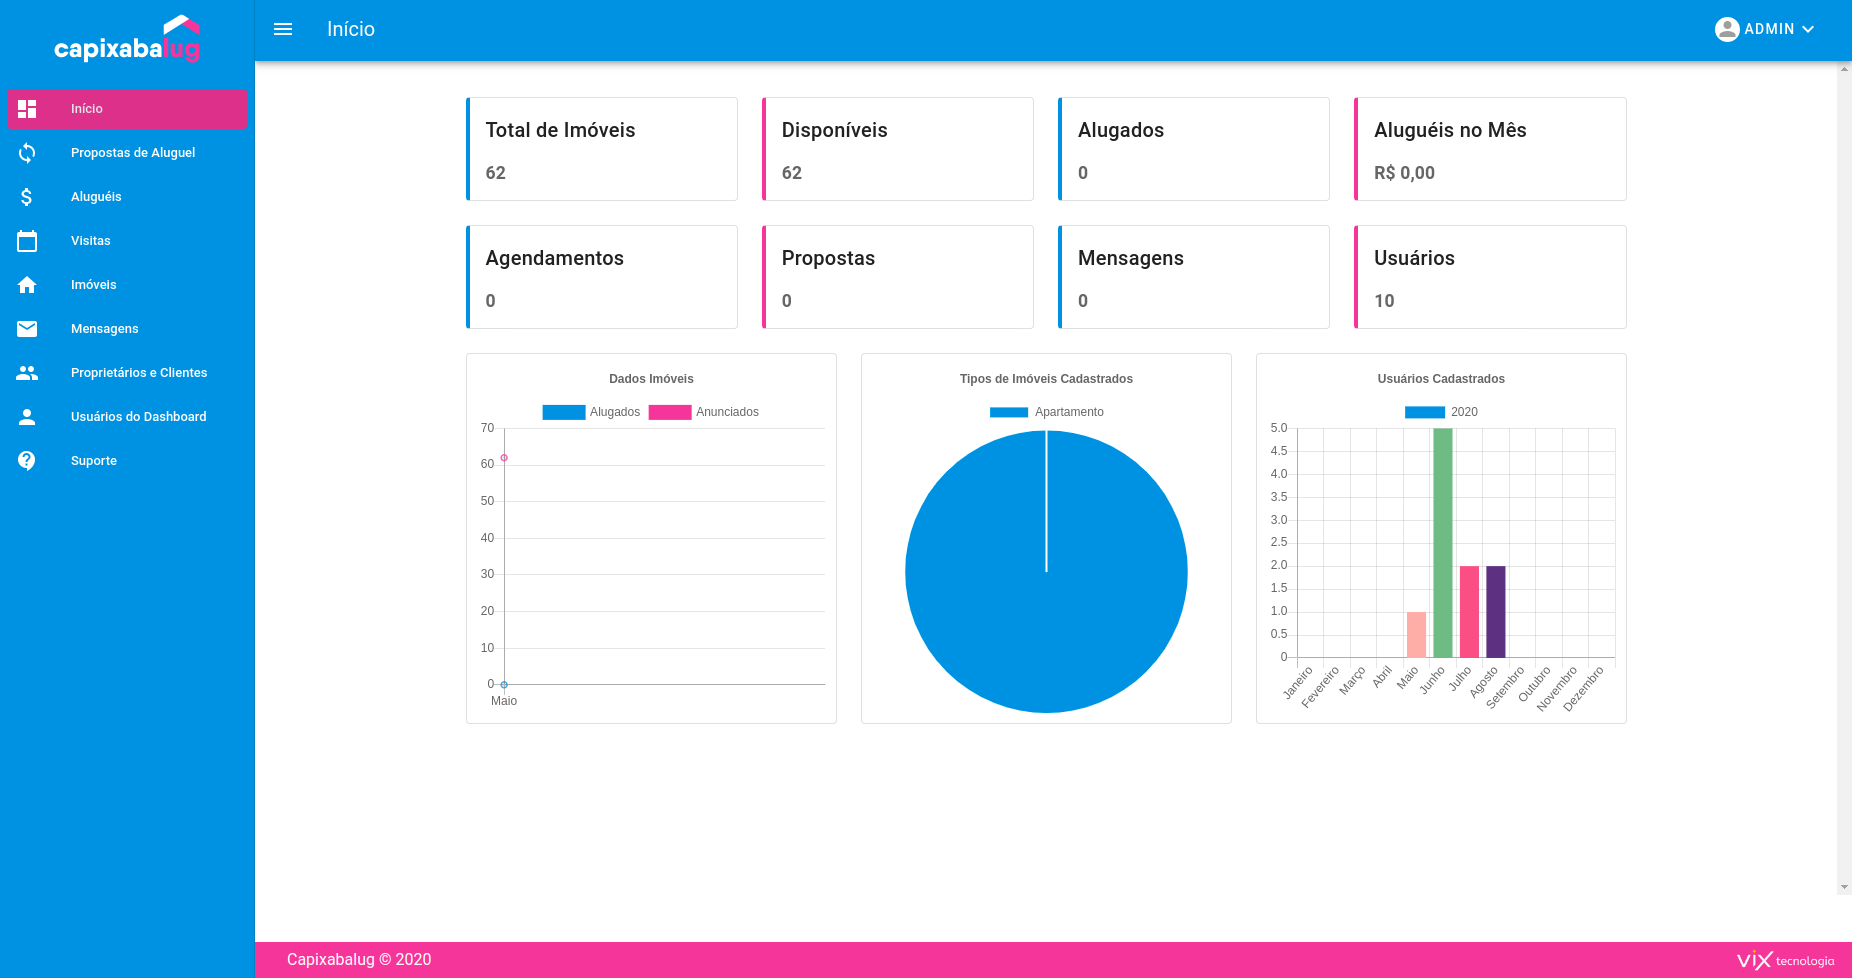 capixabalug
Início
ADMIN
Início
Propostas de Aluguel
Aluguéis
Visitas
Imóveis
Mensagens
Proprietários e Clientes
Usuários do Dashboard
Suporte
Total de Imóveis
62
Disponíveis
62
Alugados
0
Aluguéis no Mês
R$ 0,00
Agendamentos
0
Propostas
0
Mensagens
0
Usuários
10
Dados Imóveis
Alugados Anunciados
70
60
50
40
30
20
10
0
Maio
Tipos de Imóveis Cadastrados
Apartamento
Usuários Cadastrados
2020
5.0
4.5
4.0
3.5
3.0
2.5
2.0
1.5
1.0
0.5
0
Janeiro
Fevereiro
Março
Abril
Maio
Junho
Julho
Agosto
Setembro
Outubro
Novembro
Dezembro
Capixabalug © 2020
vix tecnologia